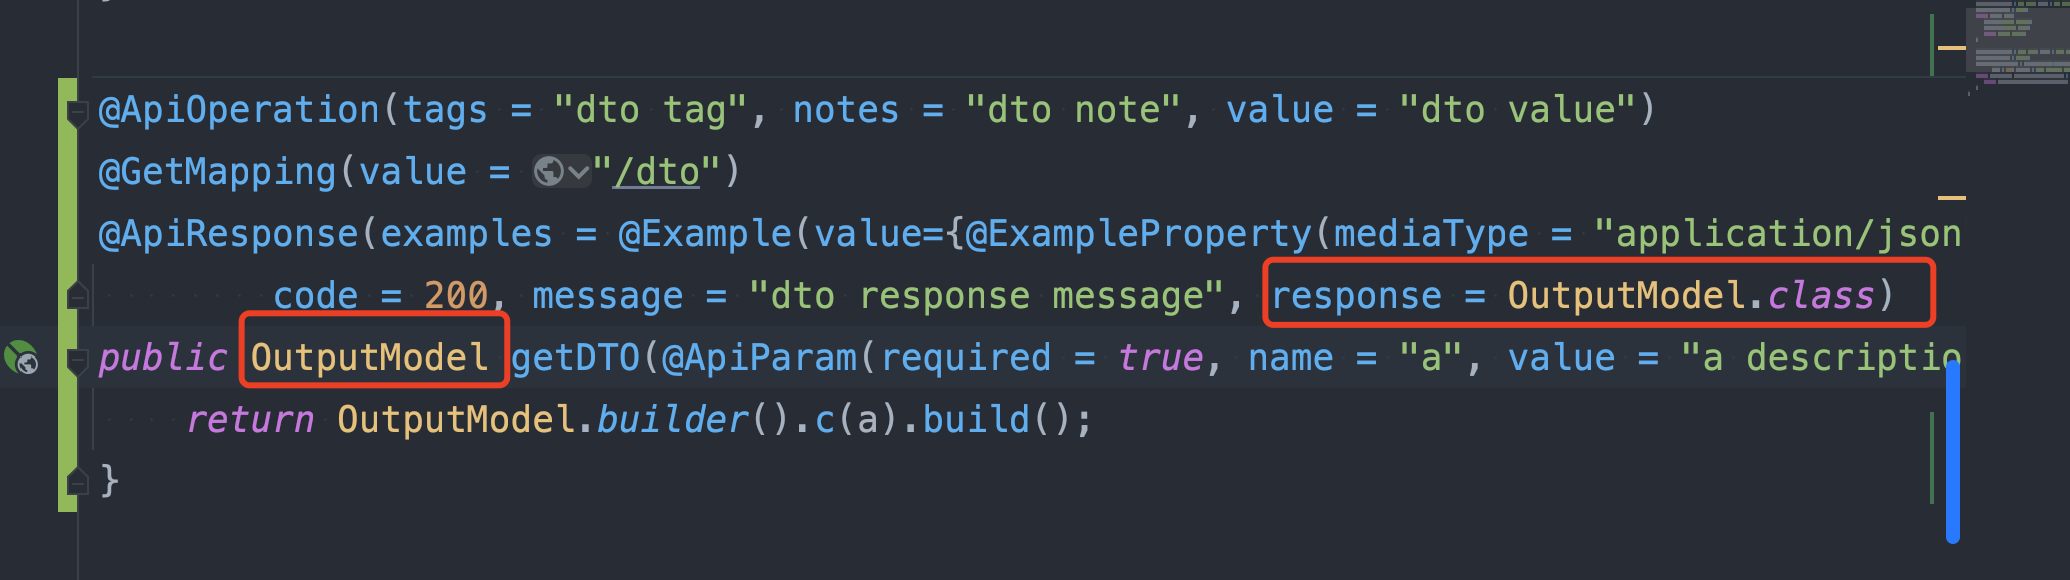 @ApiOperation(tags = "dto tag", notes = "dto note", value = "dto value")
@GetMapping(value = "/dto")
@ApiResponse(examples = @Example(value={@ExampleProperty(mediaType = "application/json
code = 200, message = "dto response message", response = OutputModel.class)
public OutputModel getDTO(@ApiParam(required = true, name = "a", value = "a descriptio
return OutputModel.builder().c(a).build();
}